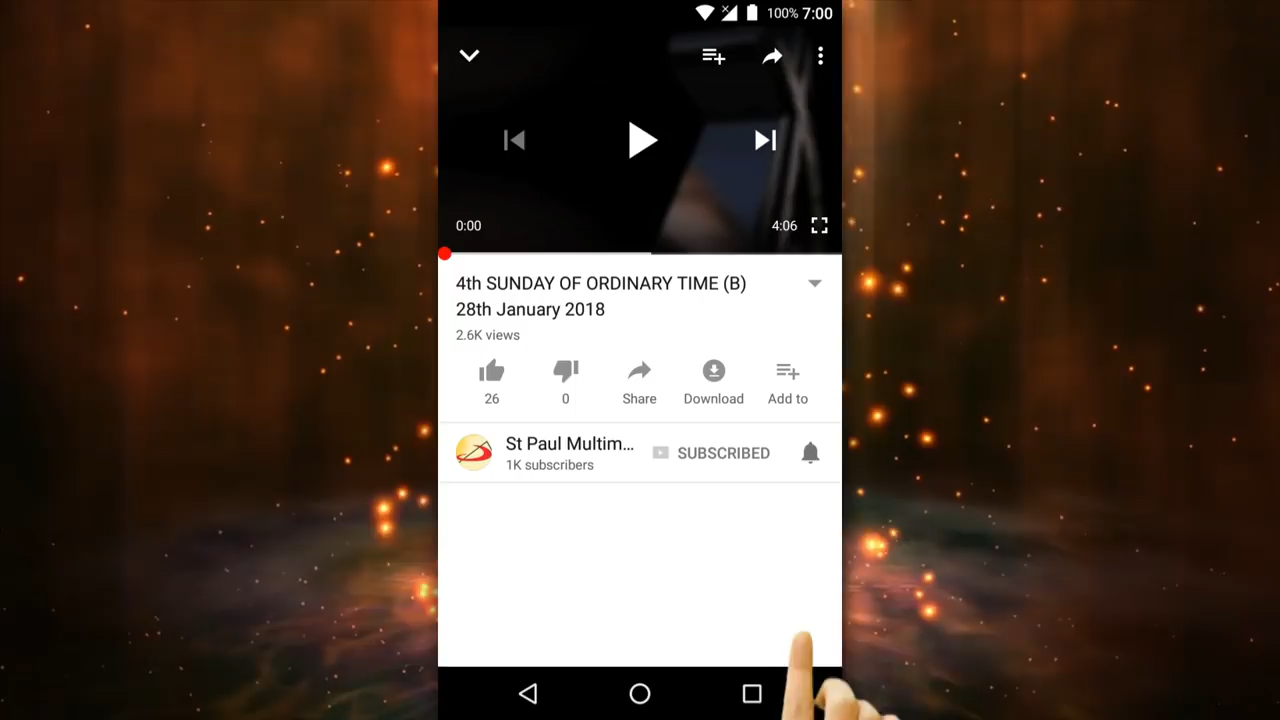 100% 7:00
0:00
4:06
4th SUNDAY OF ORDINARY TIME (B)
28th January 2018
2.6K views
26
0
Share
Download
Add to
St Paul Multim...
SUBSCRIBED
1K subscribers